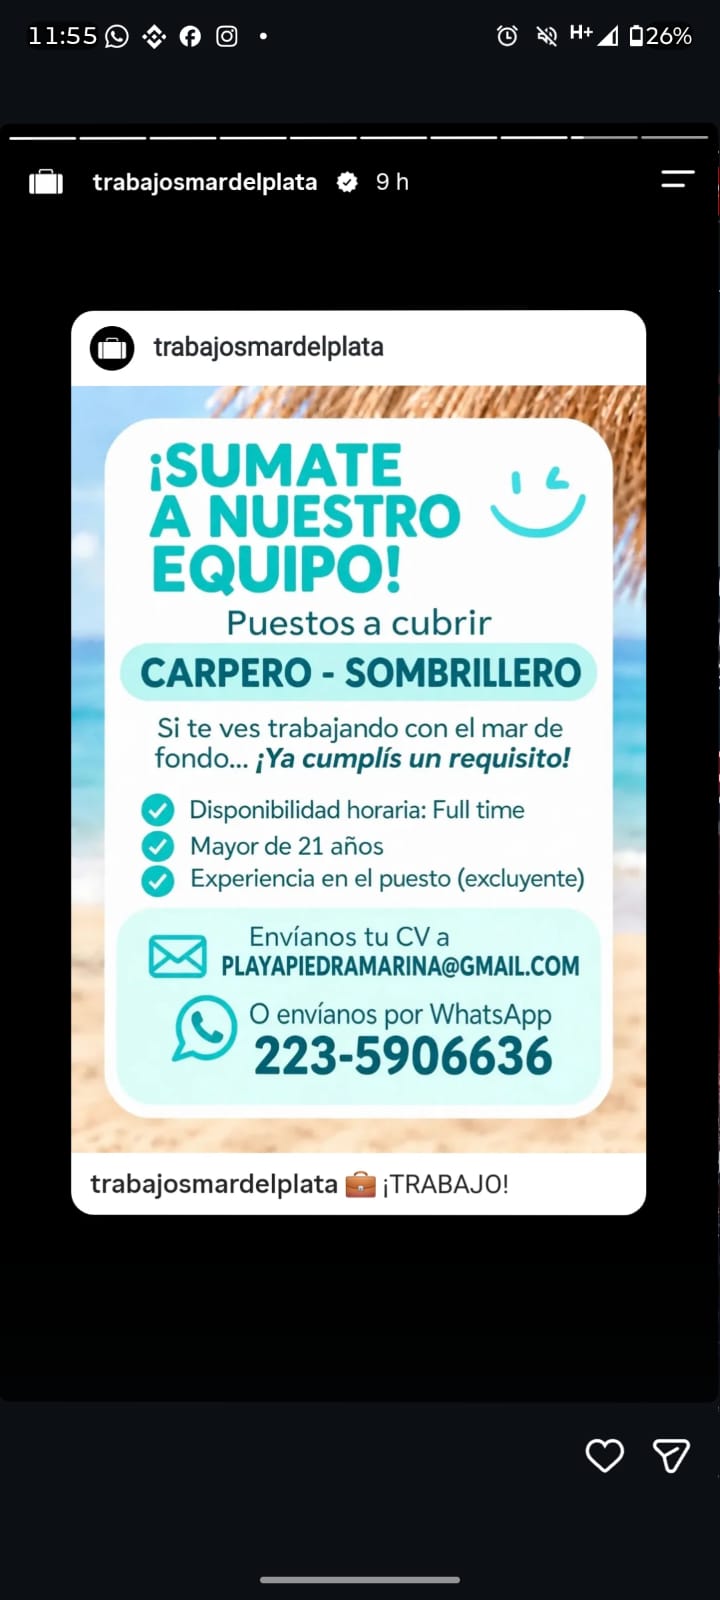 11:55
H+
26%
trabajosmardelplata 9 h
trabajosmardelplata
¡SUMATE
A NUESTRO
EQUIPO!
Puestos a cubrir
CARPERO - SOMBRILLERO
Si te ves trabajando con el mar de
fondo... ¡Ya cumplís un requisito!
Disponibilidad horaria: Full time
Mayor de 21 años
Experiencia en el puesto (excluyente)
Envíanos tu CV a
PLAYAPIEDRAMARINA@GMAIL.COM
O envíanos por WhatsApp
223-5906636
trabajosmardelplata 💼 ¡TRABAJO!